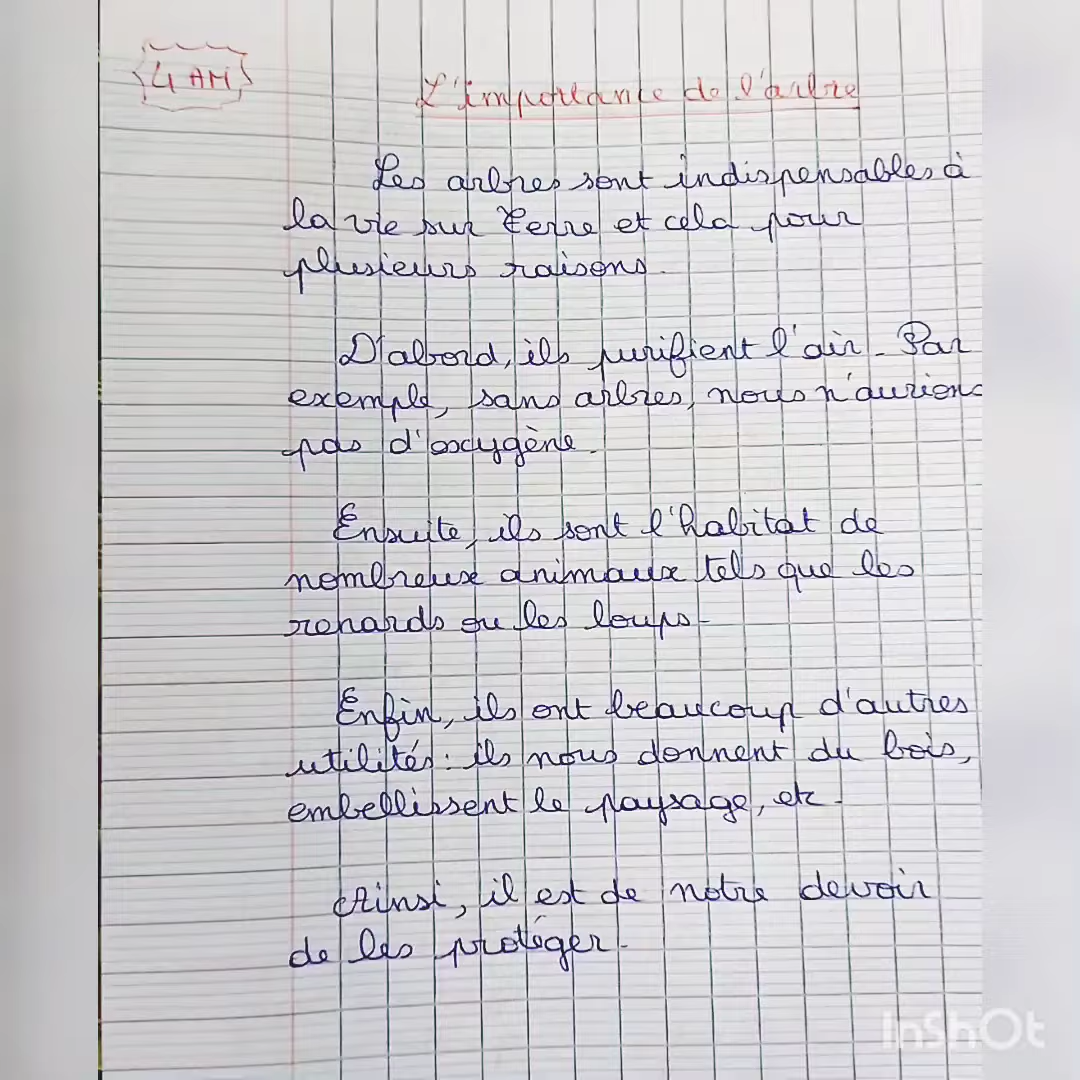 4 AM
L'importance de l'arbre
Les arbres sont indispensables à
la vie sur Terre et cela pour
plusieurs raisons.
D'abord, ils purifient l'air. Par
exemple, sans arbres, nous n'aurions
pas d'oxygène.
Ensuite, ils sont l'habitat de
nombreux animaux tels que les
renards ou les loups.
Enfin, ils ont beaucoup d'autres
utilités : ils nous donnent du bois,
embellissent le paysage, etc.
Ainsi, il est de notre devoir
de les protéger.
InShOt